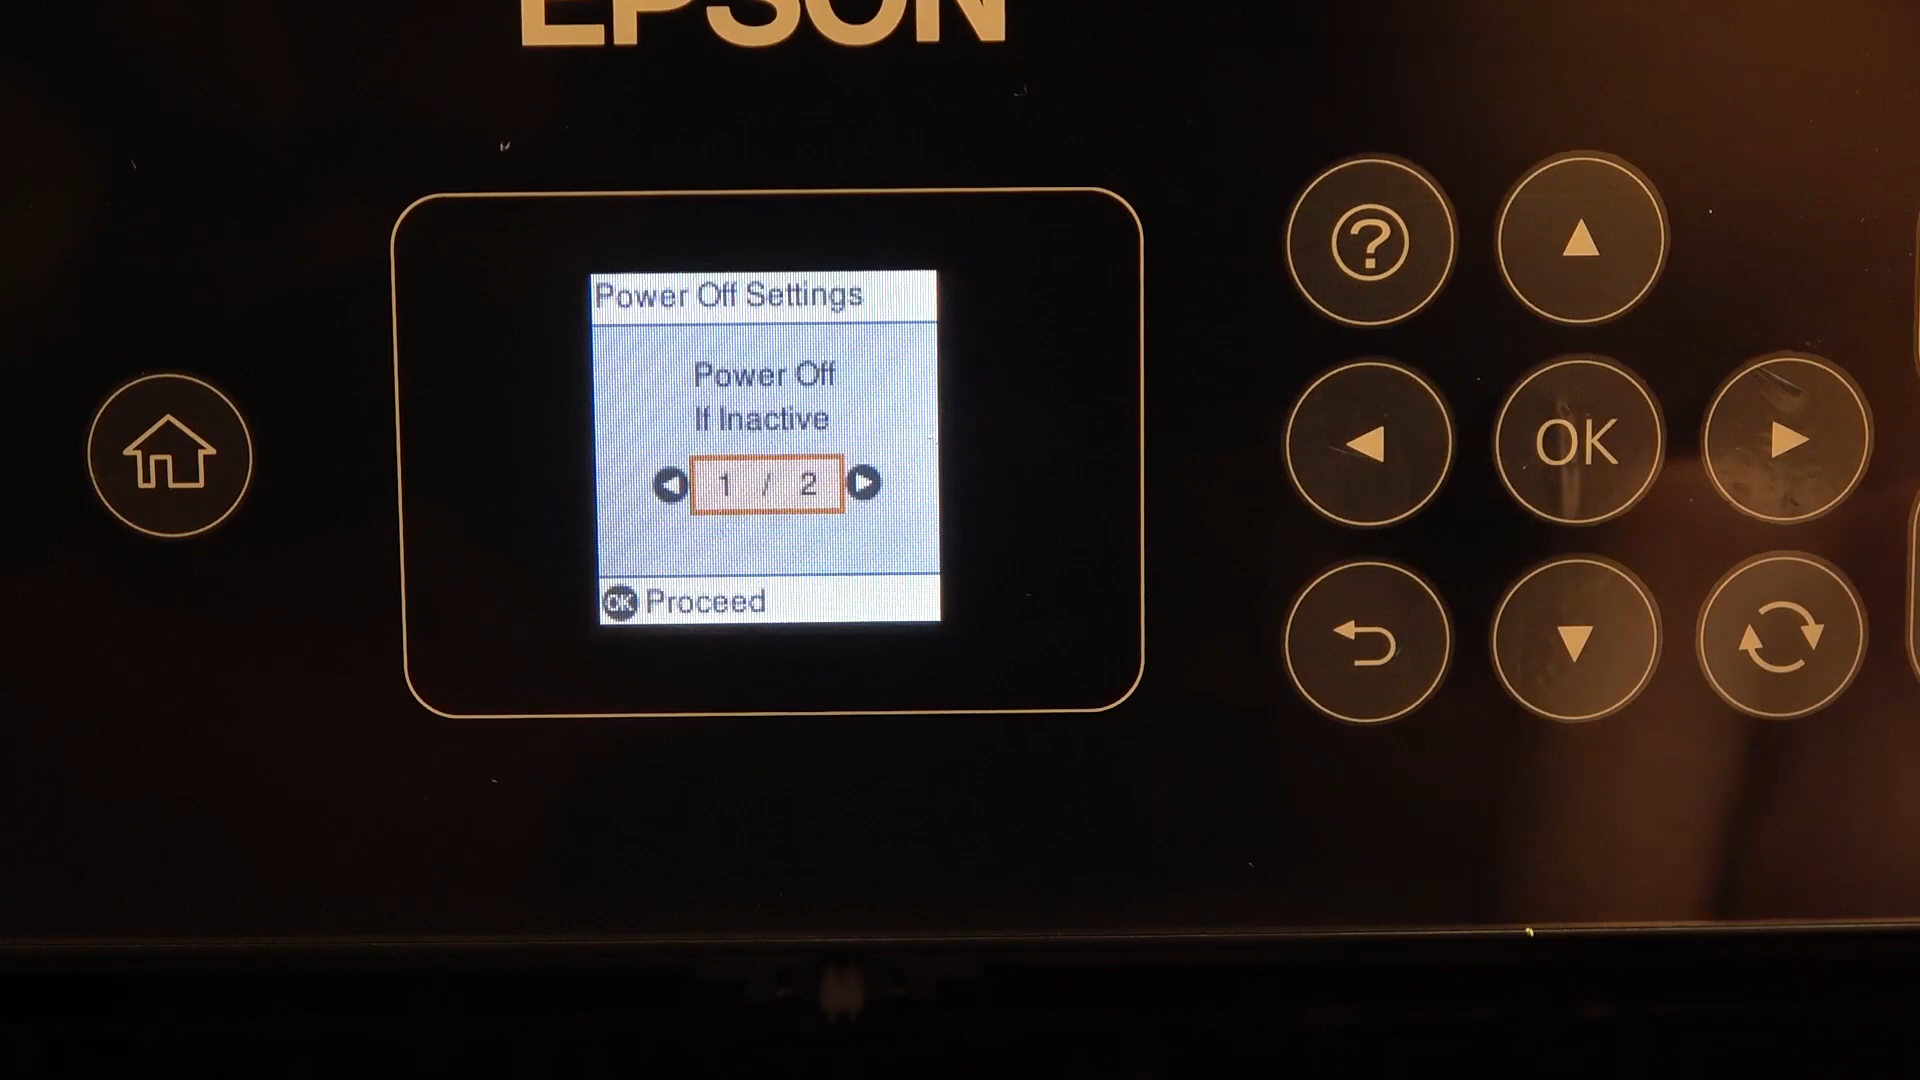 EPSON
Power Off Settings
Power Off
If Inactive
1 / 2
OK Proceed
?
OK